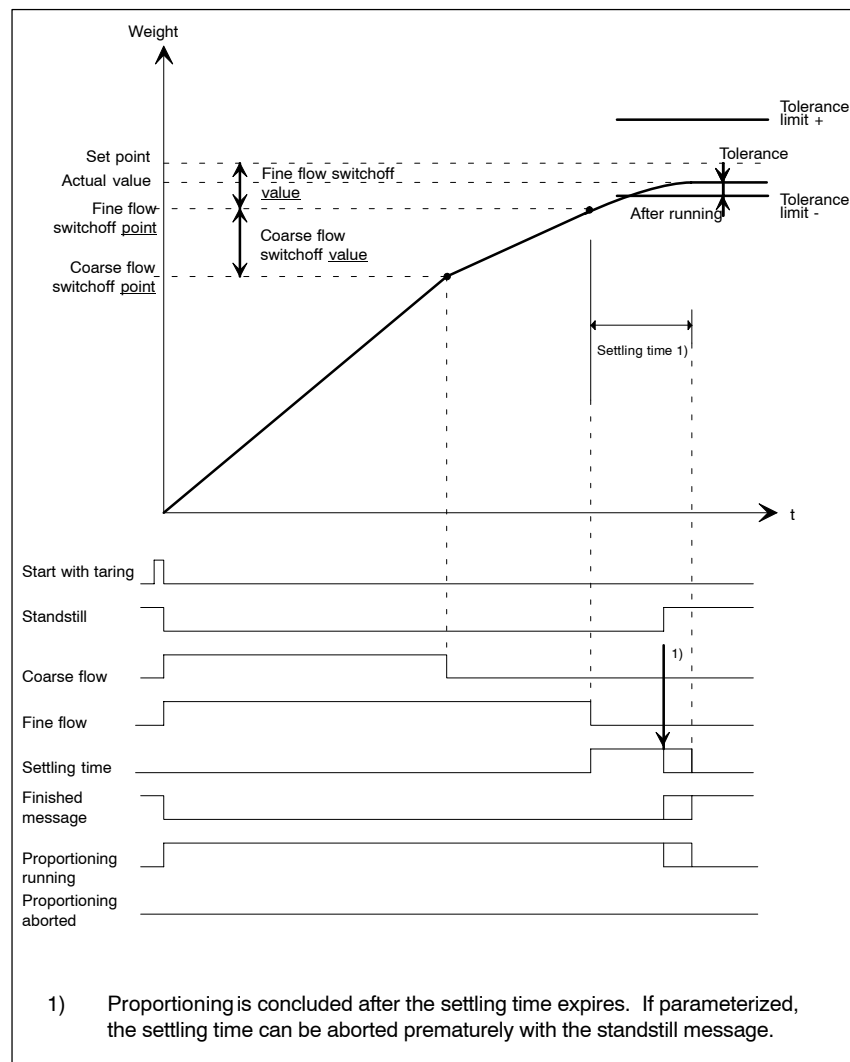 Weight
Tolerance
limit +
Set point
Tolerance
Actual value
Fine flow switchoff
value
Tolerance
limit -
Fine flow
switchoff point
After running
Coarse flow
switchoff value
Coarse flow
switchoff point
Settling time 1)
t
Start with taring
Standstill
1)
Coarse flow
Fine flow
Settling time
Finished
message
Proportioning
running
Proportioning
aborted
1) Proportioning is concluded after the settling time expires. If parameterized,
the settling time can be aborted prematurely with the standstill message.